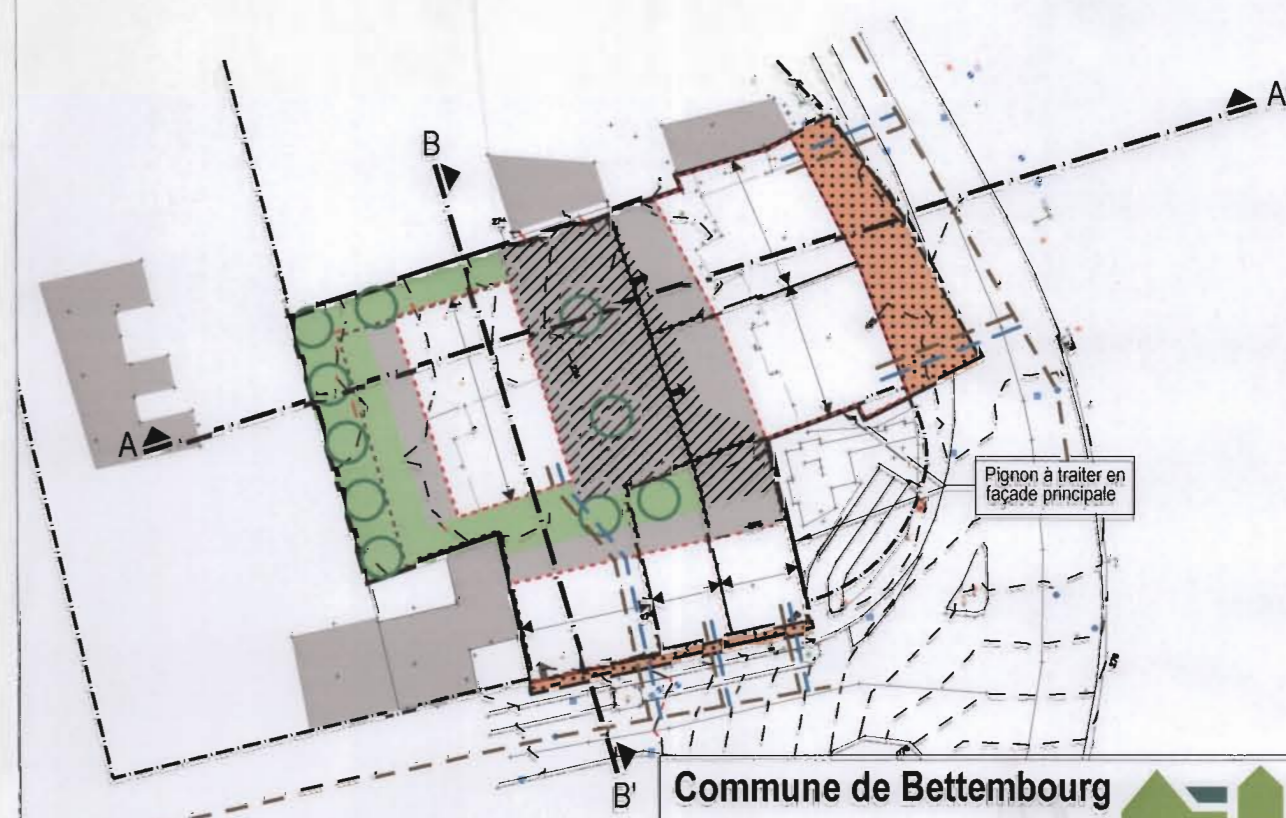 A
B
A
Pignon à traiter en
façade principale
B'
Commune de Bettembourg